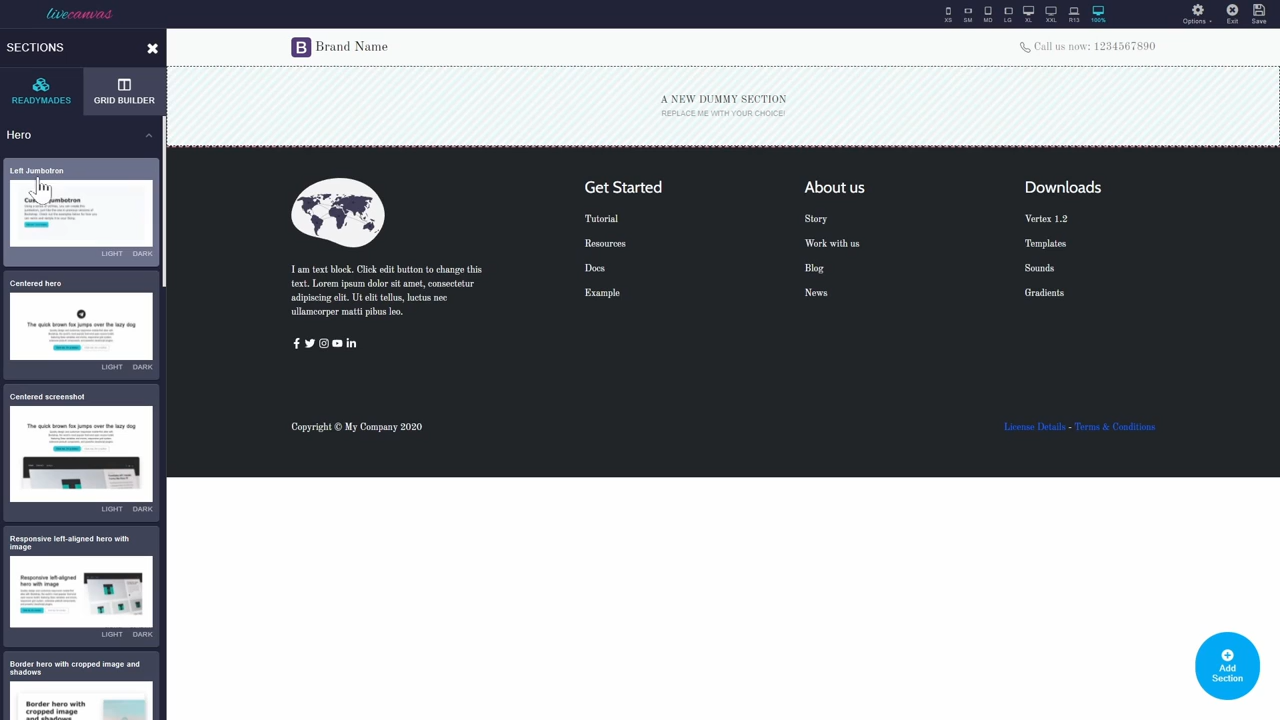 livecanvas
XS SM MD LG XL XXL R13 100%
Options Exit Save
SECTIONS
READYMADES
GRID BUILDER
Hero
Left Jumbotron
LIGHT DARK
Centered hero
The quick brown fox jumps over the lazy dog
LIGHT DARK
Centered screenshot
The quick brown fox jumps over the lazy dog
LIGHT DARK
Responsive left-aligned hero with
image
Responsive left-aligned
hero with image
LIGHT DARK
Border hero with cropped image and
shadows
Border hero with
cropped image
and shadows
B Brand Name
Call us now: 1234567890
A NEW DUMMY SECTION
REPLACE ME WITH YOUR CHOICE!
I am text block. Click edit button to change this
text. Lorem ipsum dolor sit amet, consectetur
adipiscing elit. Ut elit tellus, luctus nec
ullamcorper matti pibus leo.
Get Started
Tutorial
Resources
Docs
Example
About us
Story
Work with us
Blog
News
Downloads
Vertex 1.2
Templates
Sounds
Gradients
Copyright © My Company 2020
License Details - Terms & Conditions
Add
Section